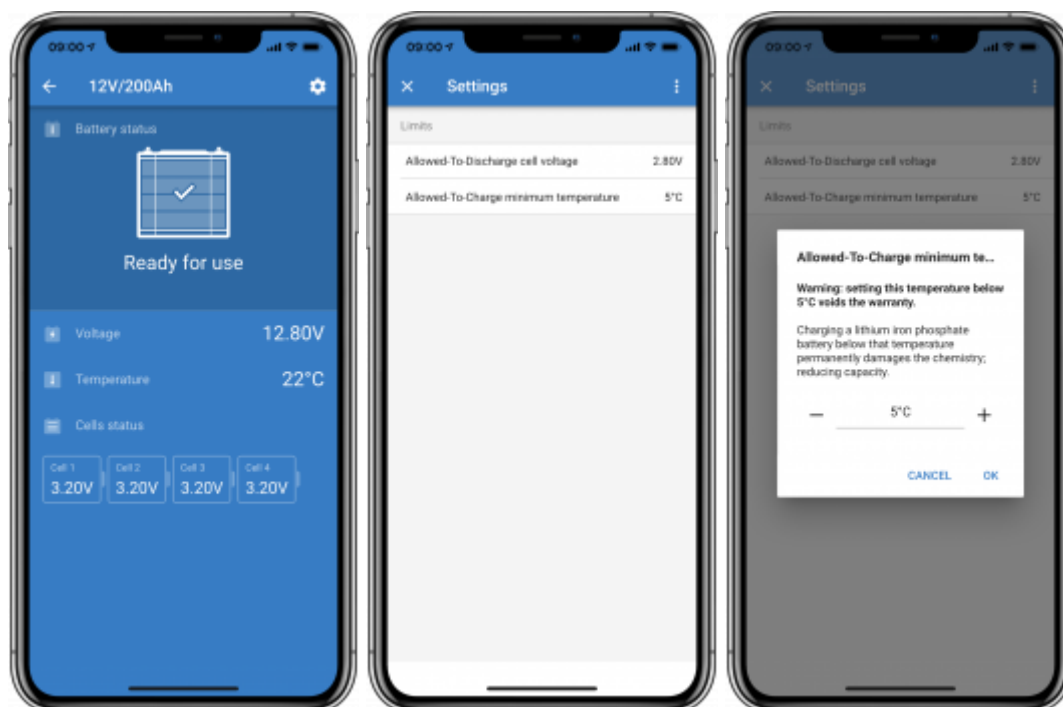 09:00
12V/200Ah
Battery status
Ready for use
Voltage 12.80V
Temperature 22°C
Cells status
Cell 1 Cell 2 Cell 3 Cell 4
3.20V 3.20V 3.20V 3.20V
09:00
Settings
Limits
Allowed-To-Discharge cell voltage 2.80V
Allowed-To-Charge minimum temperature 5°C
09:00
Settings
Limits
Allowed-To-Discharge cell voltage 2.80V
Allowed-To-Charge minimum temperature 5°C
Allowed-To-Charge minimum te...
Warning: setting this temperature below
5°C voids the warranty.
Charging a lithium iron phosphate
battery below that temperature
permanently damages the chemistry;
reducing capacity.
5°C
CANCEL OK